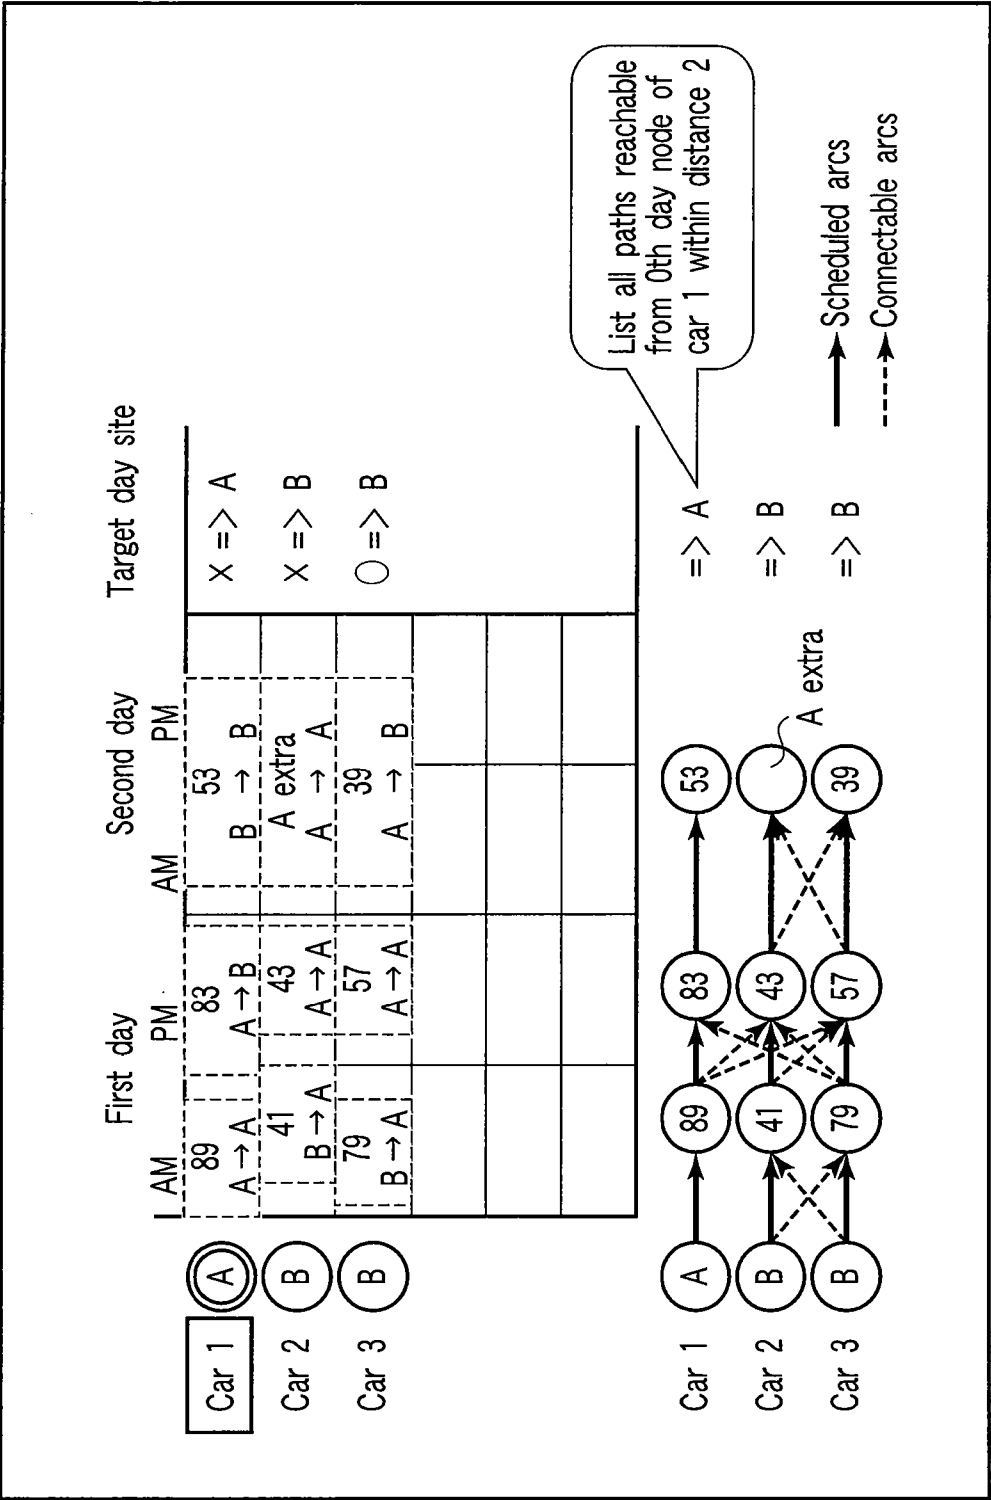 First day
Second day
Target day site
AM
PM
AM
PM
Car 1
A
89
A → A
83
A → B
53
B → B
X => A
Car 2
B
41
B → A
43
A → A
A extra
A → A
X => B
Car 3
B
79
B → A
57
A → A
39
A → B
O => B
List all paths reachable
from 0th day node of
car 1 within distance 2
Car 1
A
89
83
53
=> A
Car 2
B
41
43
=> B
A extra
Car 3
B
79
57
39
=> B
Scheduled arcs
Connectable arcs